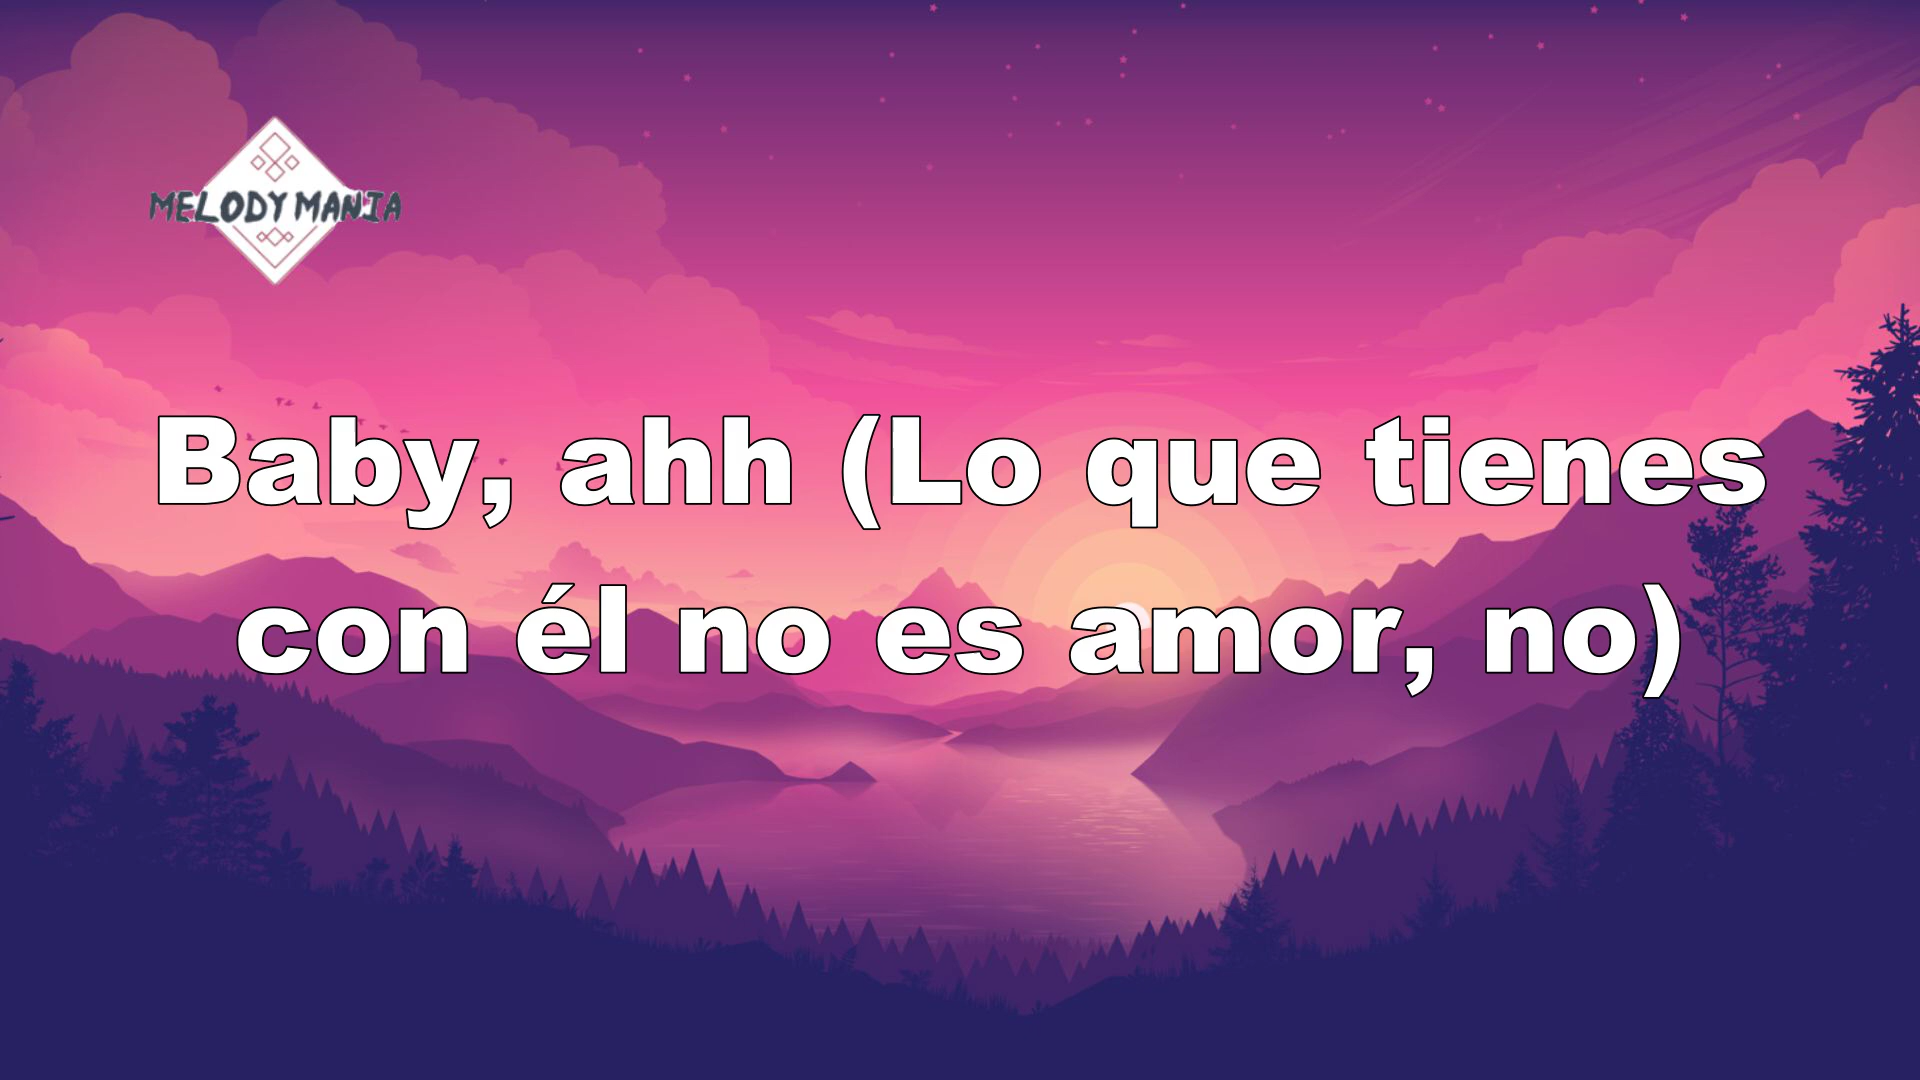 MELODY MANIA
Baby, ahh (Lo que tienes
con él no es amor, no)